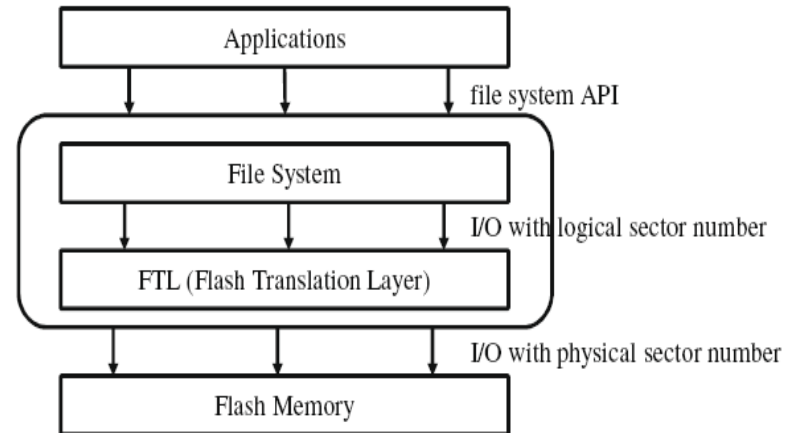 Applications
file system API
File System
I/O with logical sector number
FTL (Flash Translation Layer)
I/O with physical sector number
Flash Memory